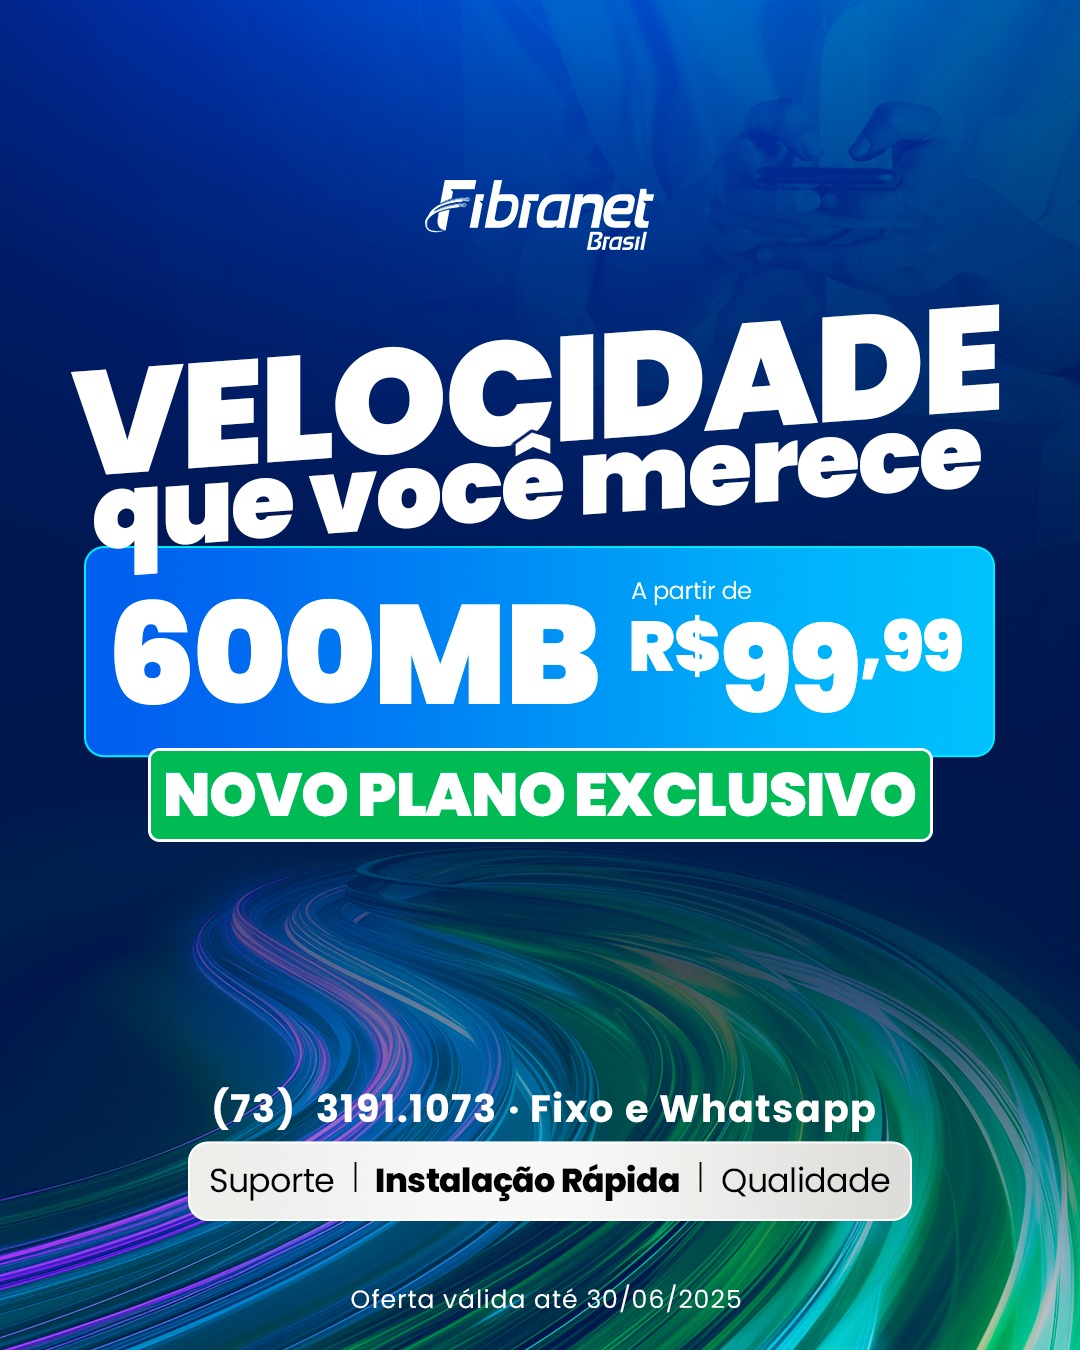 Fibranet
Brasil
VELOCIDADE
que você merece
600MB
A partir de
R$99,99
NOVO PLANO EXCLUSIVO
(73) 3191.1073 · Fixo e Whatsapp
Suporte | Instalação Rápida | Qualidade
Oferta válida até 30/06/2025